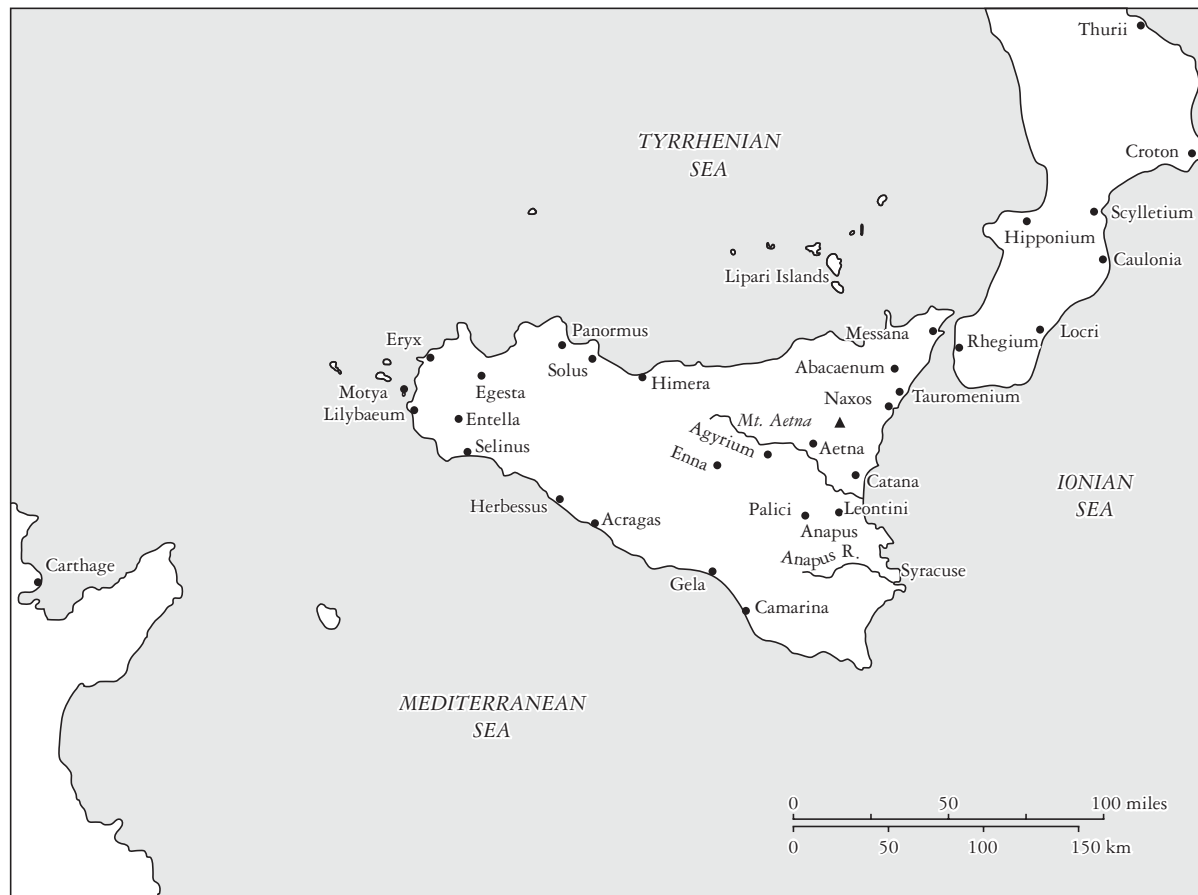 Thurii
TYRRHENIAN
SEA
Croton
Scylletium
Hipponium
Caulonia
Lipari Islands
Panormus
Messana
Locri
Eryx
Rhegium
Solus
Abacaenum
Egesta
Himera
Motya
Naxos
Tauromenium
Lilybaeum
Entella
Mt. Aetna
Agyrium
Aetna
Selinus
Enna
Catana
IONIAN
SEA
Herbessus
Palici
Leontini
Acragas
Anapus
Anapus R.
Carthage
Syracuse
Gela
Camarina
MEDITERRANEAN
SEA
0 50 100 miles
0 50 100 150 km